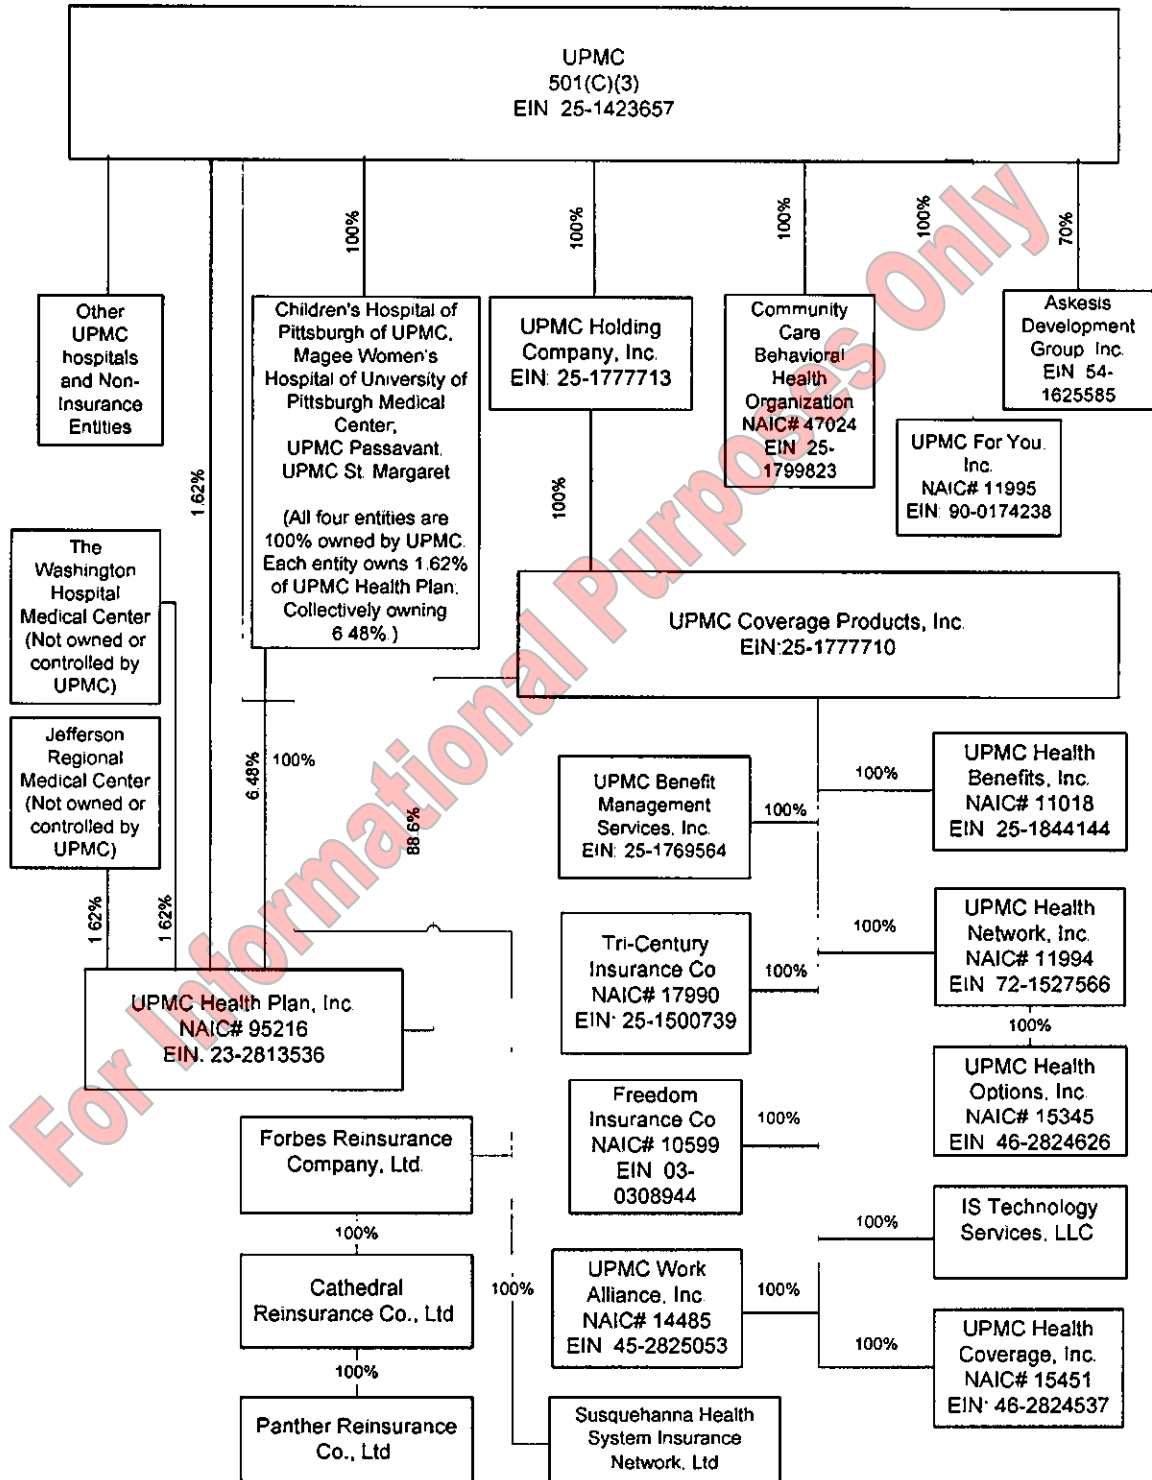 UPMC
501(C)(3)
EIN 25-1423657
100%
100%
100%
100%
70%
Other
UPMC
hospitals
and Non-
Insurance
Entities
1.62%
Children's Hospital of
Pittsburgh of UPMC,
Magee Women's
Hospital of University of
Pittsburgh Medical
Center,
UPMC Passavant,
UPMC St. Margaret
(All four entities are
100% owned by UPMC.
Each entity owns 1.62%
of UPMC Health Plan;
Collectively owning
6 48%.)
UPMC Holding
Company, Inc.
EIN: 25-1777713
Community
Care
Behavioral
Health
Organization
NAIC# 47024
EIN 25-
1799823
Askesis
Development
Group Inc.
EIN 54-
1625585
UPMC For You,
Inc.
NAIC# 11995
EIN: 90-0174238
100%
The
Washington
Hospital
Medical Center
(Not owned or
controlled by
UPMC)
UPMC Coverage Products, Inc.
EIN:25-1777710
Jefferson
Regional
Medical Center
(Not owned or
controlled by
UPMC)
6.48%
100%
88.6%
UPMC Benefit
Management
Services, Inc.
EIN: 25-1769564
100%
100%
UPMC Health
Benefits, Inc.
NAIC# 11018
EIN 25-1844144
1 62%
1 62%
Tri-Century
Insurance Co
NAIC# 17990
EIN: 25-1500739
100%
100%
UPMC Health
Network, Inc.
NAIC# 11994
EIN 72-1527566
UPMC Health Plan, Inc.
NAIC# 95216
EIN. 23-2813536
100%
Freedom
Insurance Co
NAIC# 10599
EIN 03-
0308944
100%
UPMC Health
Options, Inc.
NAIC# 15345
EIN 46-2824626
Forbes Reinsurance
Company, Ltd.
100%
IS Technology
Services, LLC
100%
Cathedral
Reinsurance Co., Ltd
100%
UPMC Work
Alliance, Inc.
NAIC# 14485
EIN 45-2825053
100%
100%
UPMC Health
Coverage, Inc.
NAIC# 15451
EIN: 46-2824537
100%
Panther Reinsurance
Co., Ltd
Susquehanna Health
System Insurance
Network, Ltd
For Informational Purposes Only